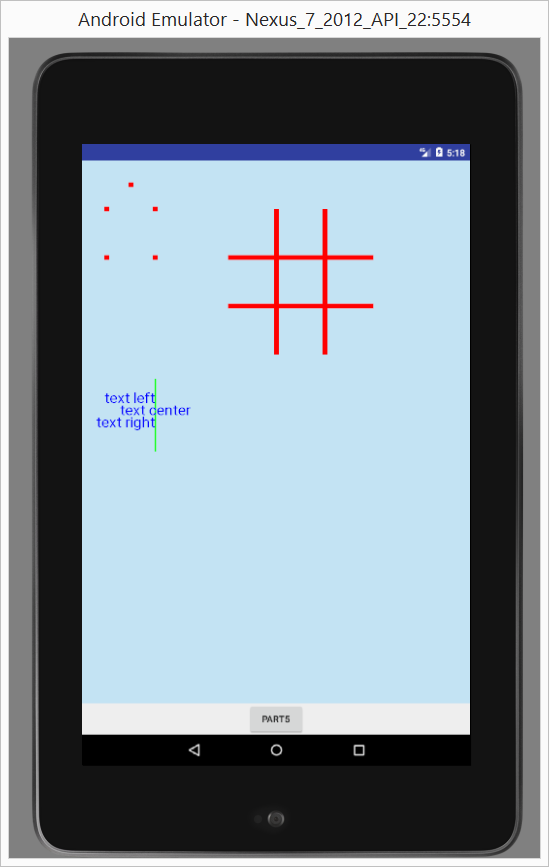 Android Emulator - Nexus_7_2012_API_22:5554
5:18
text left
text center
text right
PARTS